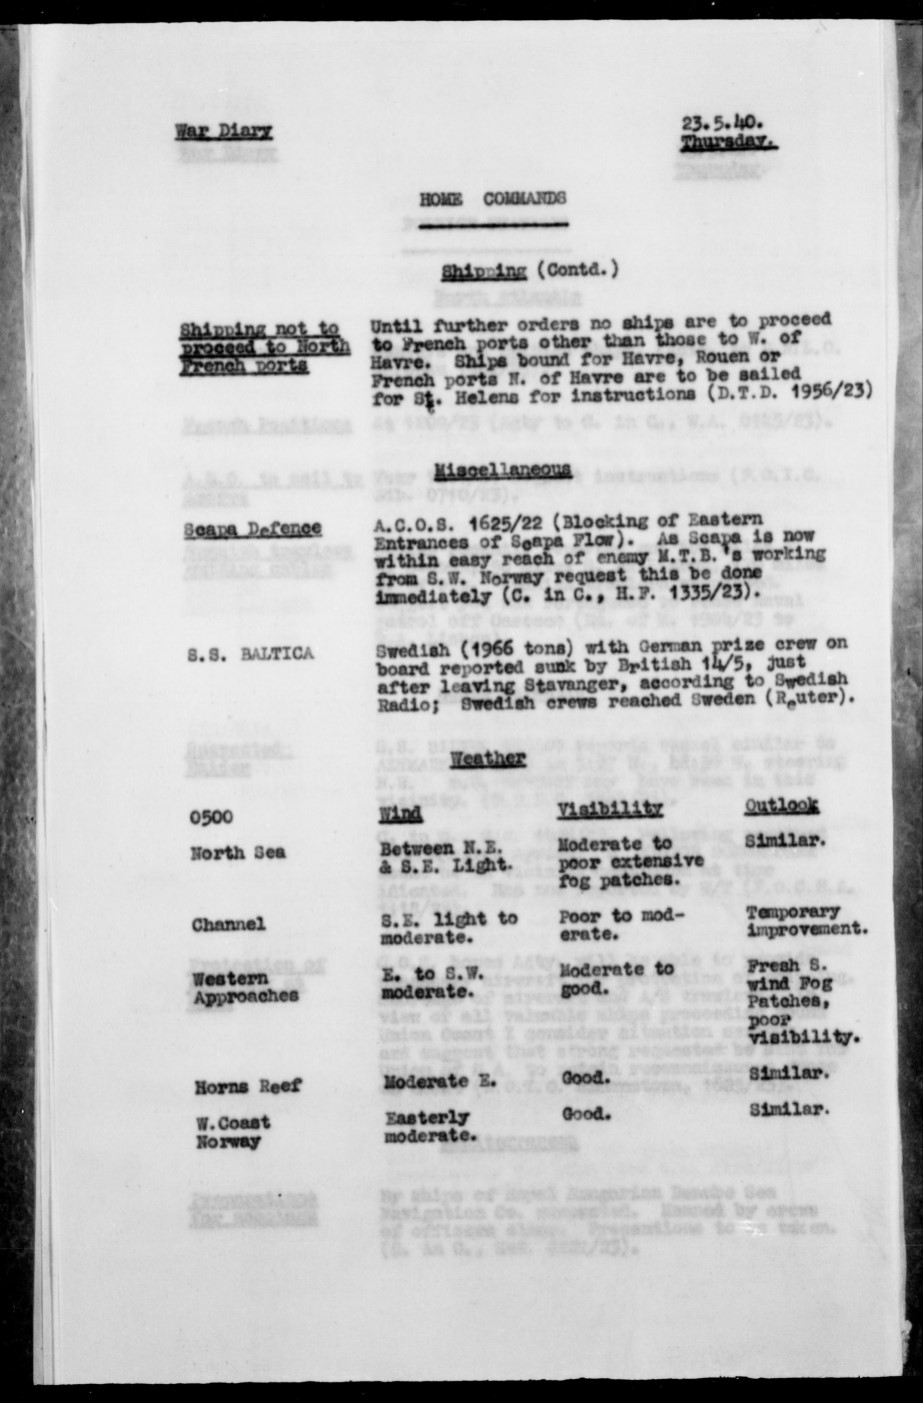 War Diary
23.5.40.
Thursday.
HOME COMMANDS
Shipping (Contd.)
Shipping not to
proceed to North
French ports
Until further orders no ships are to proceed
to French ports other than those to W. of
Havre. Ships bound for Havre, Rouen or
French ports N. of Havre are to be sailed
for St. Helens for instructions (D.T.D. 1956/23)
Miscellaneous
Scapa Defence
A.C.O.S. 1625/22 (Blocking of Eastern
Entrances of Scapa Flow). As Scapa is now
within easy reach of enemy M.T.B.'s working
from S.W. Norway request this be done
immediately (C. in C., H.F. 1335/23).
S.S. BALTICA
Swedish (1966 tons) with German prize crew on
board reported sunk by British 14/5, just
after leaving Stavanger, according to Swedish
Radio; Swedish crews reached Sweden (Reuter).
Weather
0500 Wind Visibility Outlook
North Sea Between N.E. Moderate to Similar.
& S.E. Light. poor extensive
fog patches.
Channel S.E. light to Poor to mod- Temporary
moderate. erate. improvement.
Western E. to S.W. Moderate to Fresh S.
Approaches moderate. good. wind Fog
Patches,
poor
visibility.
Horns Reef Moderate E. Good. Similar.
W.Coast Easterly Good. Similar.
Norway moderate.